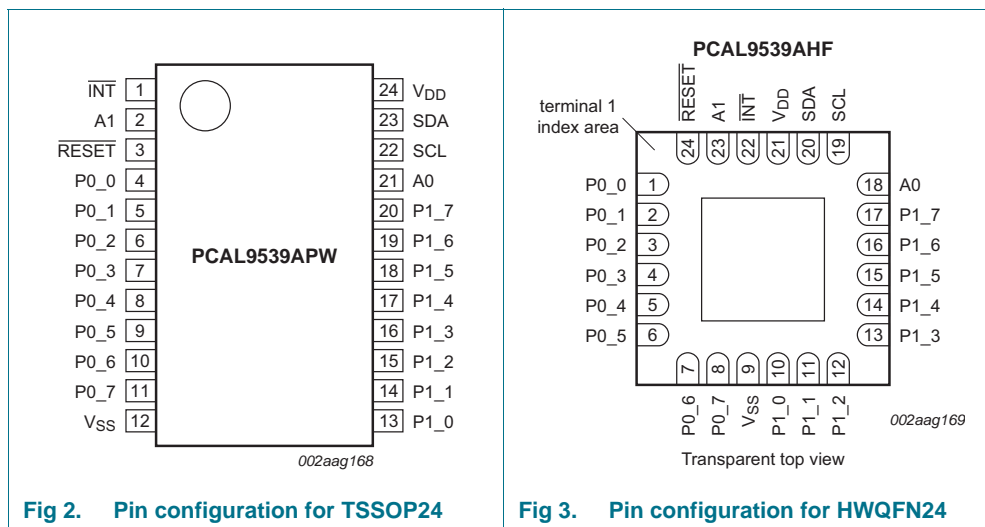 INT 1
A1 2
RESET 3
P0_0 4
P0_1 5
P0_2 6
P0_3 7
P0_4 8
P0_5 9
P0_6 10
P0_7 11
VSS 12
PCAL9539APW
24 VDD
23 SDA
22 SCL
21 A0
20 P1_7
19 P1_6
18 P1_5
17 P1_4
16 P1_3
15 P1_2
14 P1_1
13 P1_0
002aag168
Fig 2. Pin configuration for TSSOP24
PCAL9539AHF
terminal 1
index area
RESET
A1
INT
VDD
SDA
SCL
24 23 22 21 20 19
P0_0 1
P0_1 2
P0_2 3
P0_3 4
P0_4 5
P0_5 6
18 A0
17 P1_7
16 P1_6
15 P1_5
14 P1_4
13 P1_3
7 8 9 10 11 12
P0_6
P0_7
VSS
P1_0
P1_1
P1_2
002aag169
Transparent top view
Fig 3. Pin configuration for HWQFN24